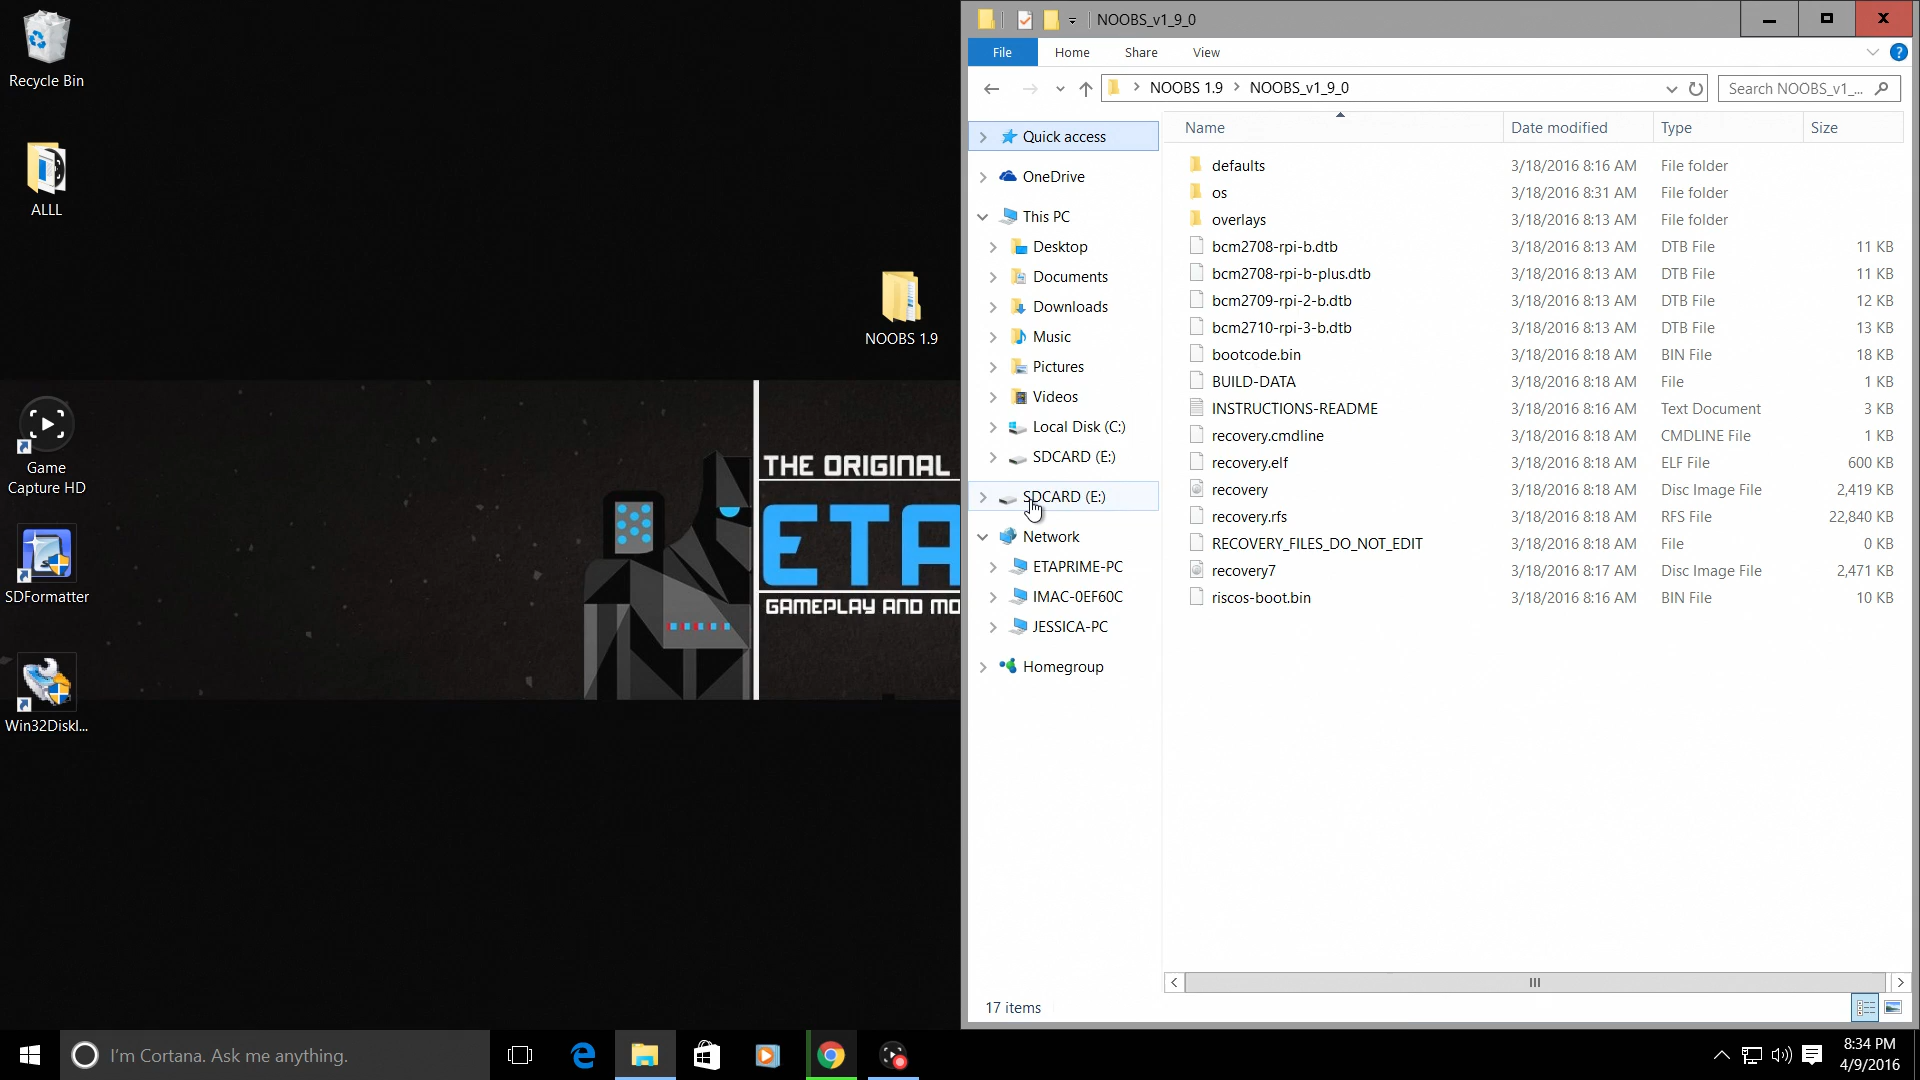 Recycle Bin
ALLL
NOOBS 1.9
Game
Capture HD
SDFormatter
Win32DiskI...
THE ORIGINAL
ETA
GAMEPLAY AND MO
NOOBS_v1_9_0
File Home Share View
NOOBS 1.9 > NOOBS_v1_9_0
Search NOOBS_v1_...
Quick access
OneDrive
This PC
Desktop
Documents
Downloads
Music
Pictures
Videos
Local Disk (C:)
SDCARD (E:)
SDCARD (E:)
Network
ETAPRIME-PC
IMAC-0EF60C
JESSICA-PC
Homegroup
Name Date modified Type Size
defaults 3/18/2016 8:16 AM File folder
os 3/18/2016 8:31 AM File folder
overlays 3/18/2016 8:13 AM File folder
bcm2708-rpi-b.dtb 3/18/2016 8:13 AM DTB File 11 KB
bcm2708-rpi-b-plus.dtb 3/18/2016 8:13 AM DTB File 11 KB
bcm2709-rpi-2-b.dtb 3/18/2016 8:13 AM DTB File 12 KB
bcm2710-rpi-3-b.dtb 3/18/2016 8:13 AM DTB File 13 KB
bootcode.bin 3/18/2016 8:18 AM BIN File 18 KB
BUILD-DATA 3/18/2016 8:18 AM File 1 KB
INSTRUCTIONS-README 3/18/2016 8:16 AM Text Document 3 KB
recovery.cmdline 3/18/2016 8:18 AM CMDLINE File 1 KB
recovery.elf 3/18/2016 8:18 AM ELF File 600 KB
recovery 3/18/2016 8:18 AM Disc Image File 2,419 KB
recovery.rfs 3/18/2016 8:18 AM RFS File 22,840 KB
RECOVERY_FILES_DO_NOT_EDIT 3/18/2016 8:18 AM File 0 KB
recovery7 3/18/2016 8:17 AM Disc Image File 2,471 KB
riscos-boot.bin 3/18/2016 8:16 AM BIN File 10 KB
17 items
I'm Cortana. Ask me anything.
8:34 PM
4/9/2016